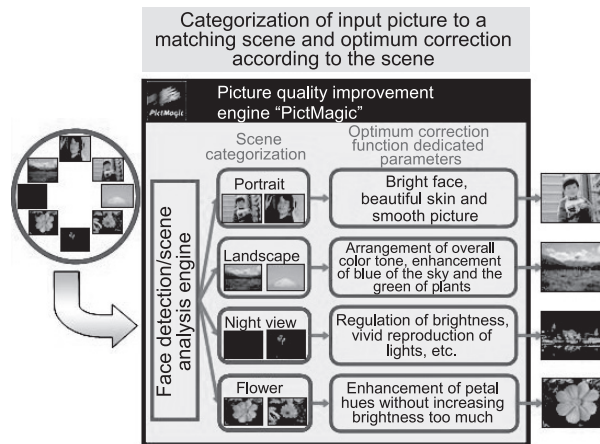 Categorization of input picture to a
matching scene and optimum correction
according to the scene
PictMagic
Picture quality improvement
engine “PictMagic”
Scene
categorization
Optimum correction
function dedicated
parameters
Face detection/scene
analysis engine
Portrait
Bright face,
beautiful skin and
smooth picture
Landscape
Arrangement of overall
color tone, enhancement
of blue of the sky and the
green of plants
Night view
Regulation of brightness,
vivid reproduction of
lights, etc.
Flower
Enhancement of petal
hues without increasing
brightness too much